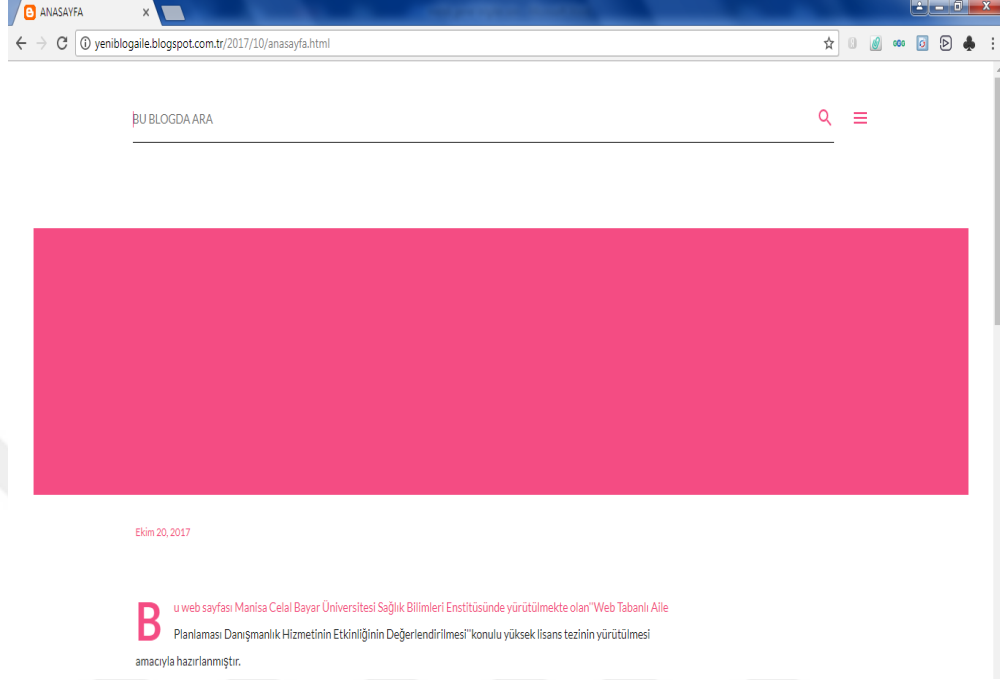 ANASAYFA
yeniblogaile.blogspot.com.tr/2017/10/anasayfa.html
BU BLOGDA ARA
Ekim 20, 2017
Bu web sayfası Manisa Celal Bayar Üniversitesi Sağlık Bilimleri Enstitüsünde yürütülmekte olan''Web Tabanlı Aile
Planlaması Danışmanlık Hizmetinin Etkinliğinin Değerlendirilmesi''konulu yüksek lisans tezinin yürütülmesi
amacıyla hazırlanmıştır.